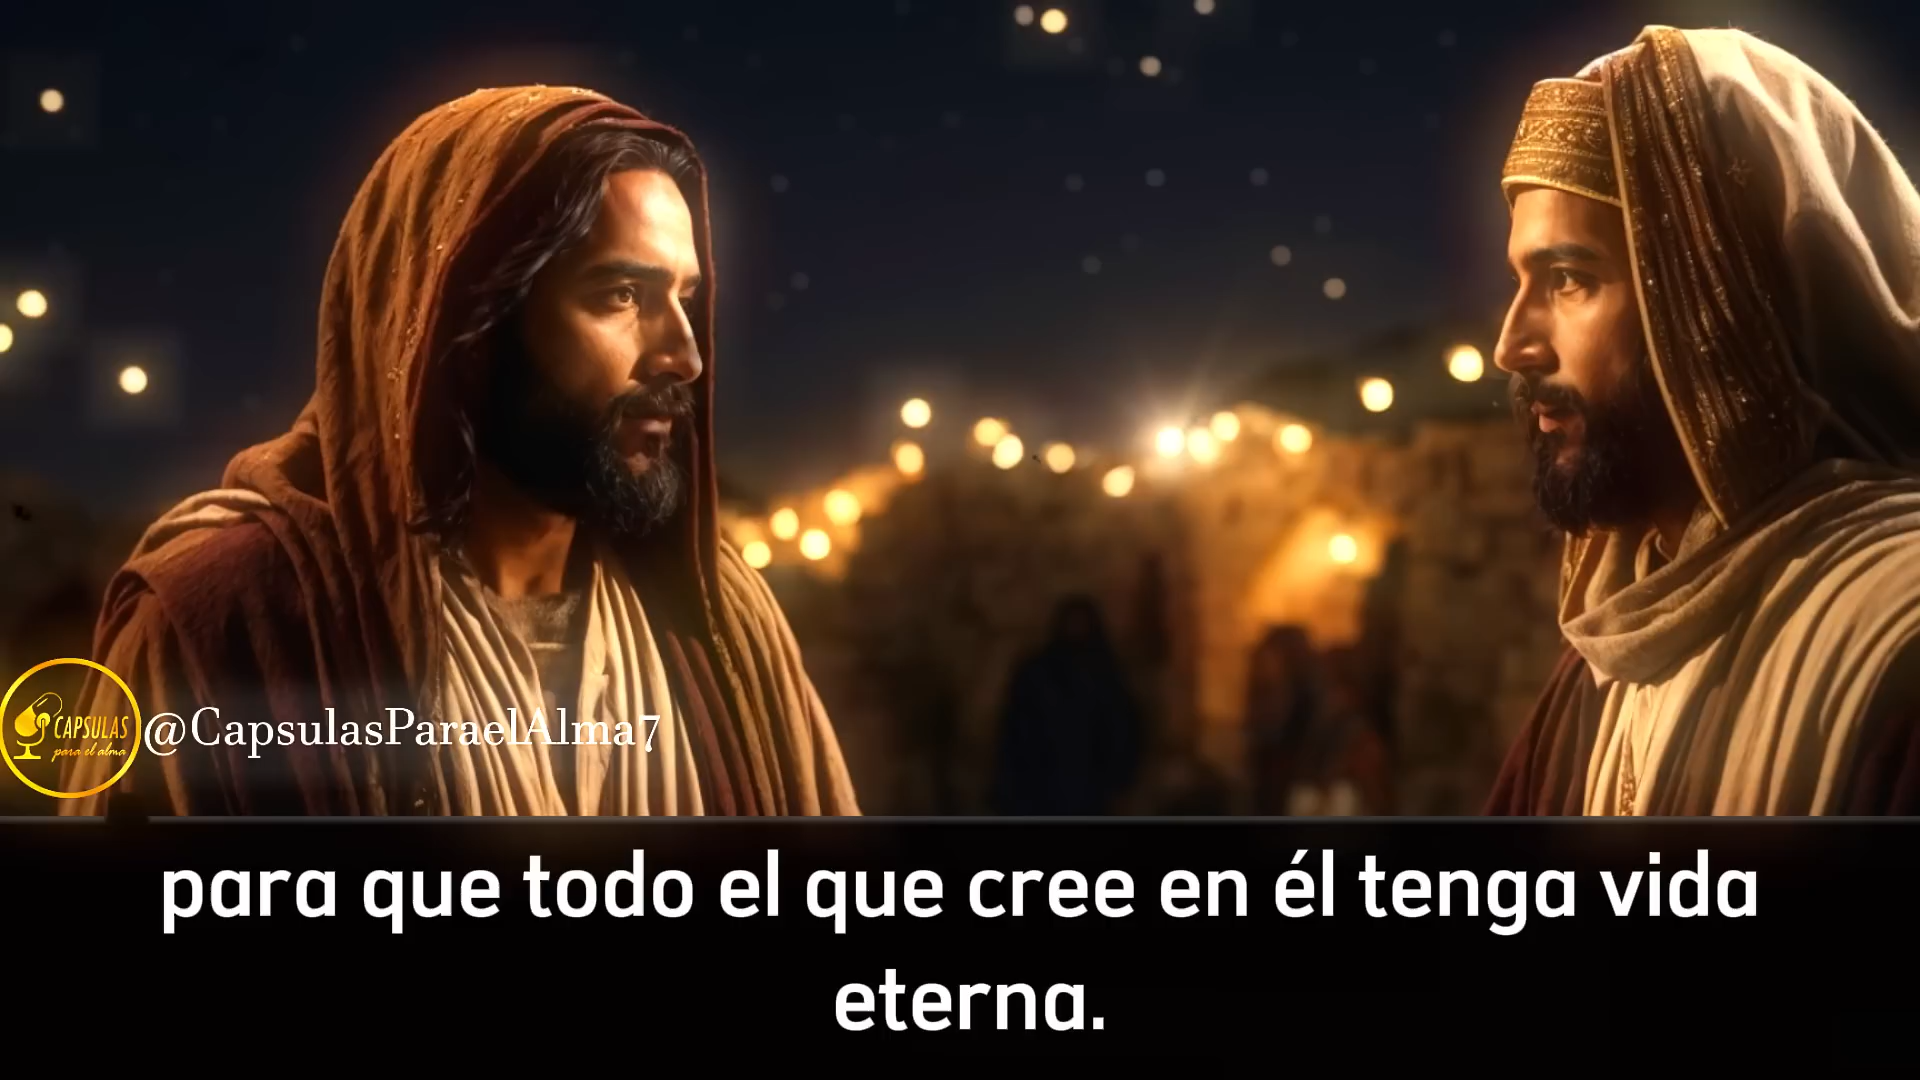 CAPSULAS
para el alma
@CapsulasParaelAlma7
para que todo el que cree en él tenga vida
eterna.